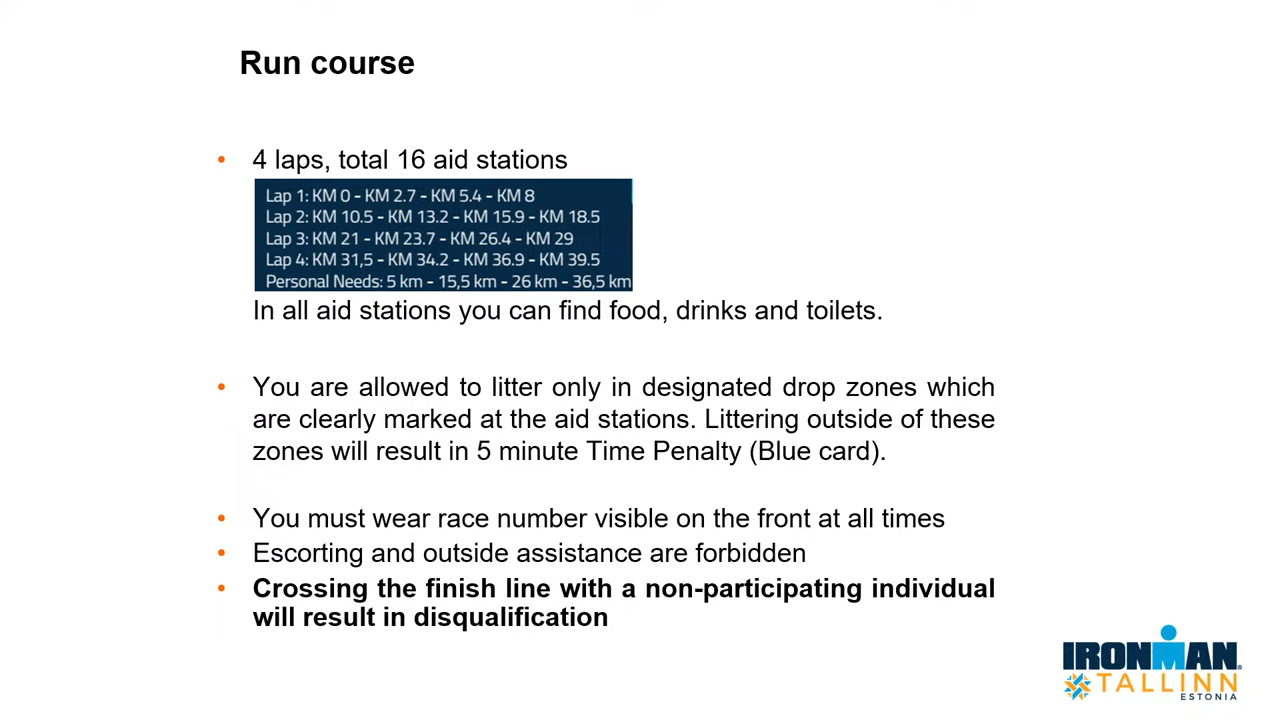 Run course
• 4 laps, total 16 aid stations
Lap 1: KM 0 - KM 2.7 - KM 5.4 - KM 8
Lap 2: KM 10.5 - KM 13.2 - KM 15.9 - KM 18.5
Lap 3: KM 21 - KM 23.7 - KM 26.4 - KM 29
Lap 4: KM 31,5 - KM 34.2 - KM 36.9 - KM 39.5
Personal Needs: 5 km - 15,5 km - 26 km - 36,5 km
In all aid stations you can find food, drinks and toilets.
• You are allowed to litter only in designated drop zones which
are clearly marked at the aid stations. Littering outside of these
zones will result in 5 minute Time Penalty (Blue card).
• You must wear race number visible on the front at all times
• Escorting and outside assistance are forbidden
• Crossing the finish line with a non-participating individual
will result in disqualification
IRONMAN®
TALLINN
ESTONIA